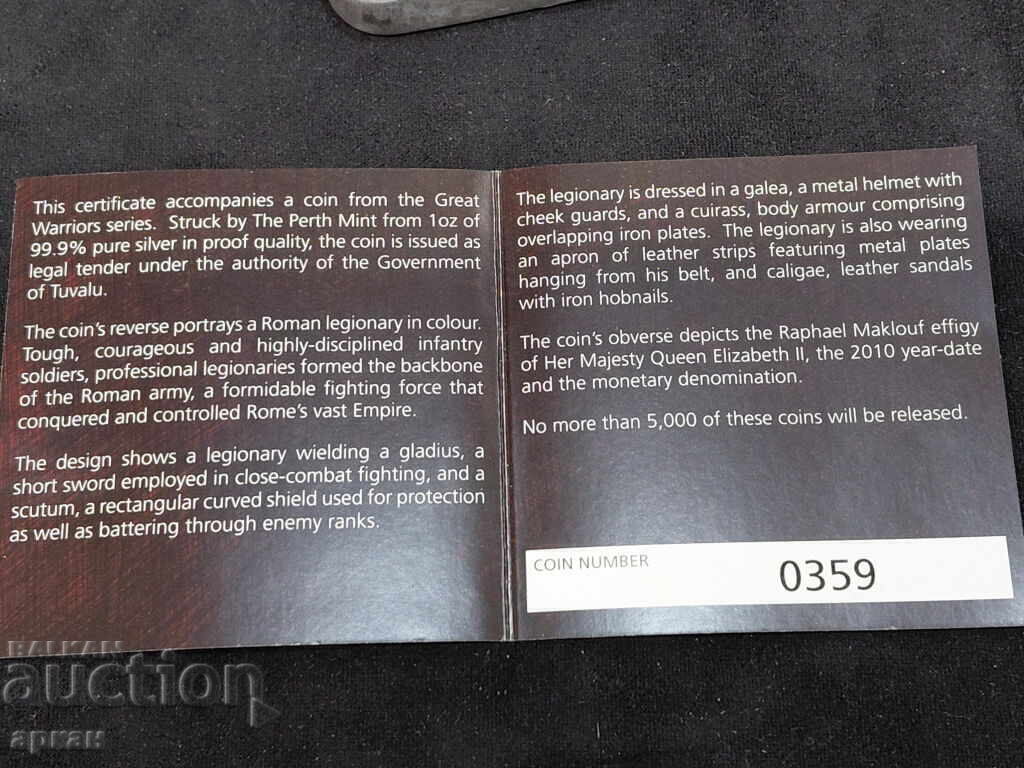 This certificate accompanies a coin from the Great
Warriors series. Struck by The Perth Mint from 1oz of
99.9% pure silver in proof quality, the coin is issued as
legal tender under the authority of the Government
of Tuvalu.
The coin's reverse portrays a Roman legionary in colour.
Tough, courageous and highly-disciplined infantry
soldiers, professional legionaries formed the backbone
of the Roman army, a formidable fighting force that
conquered and controlled Rome's vast Empire.
The design shows a legionary wielding a gladius, a
short sword employed in close-combat fighting, and a
scutum, a rectangular curved shield used for protection
as well as battering through enemy ranks.
The legionary is dressed in a galea, a metal helmet with
cheek guards, and a cuirass, body armour comprising
overlapping iron plates. The legionary is also wearing
an apron of leather strips featuring metal plates
hanging from his belt, and caligae, leather sandals
with iron hobnails.
The coin's obverse depicts the Raphael Maklouf effigy
of Her Majesty Queen Elizabeth II, the 2010 year-date
and the monetary denomination.
No more than 5,000 of these coins will be released.
COIN NUMBER 0359
BALKAN
auction
аркан